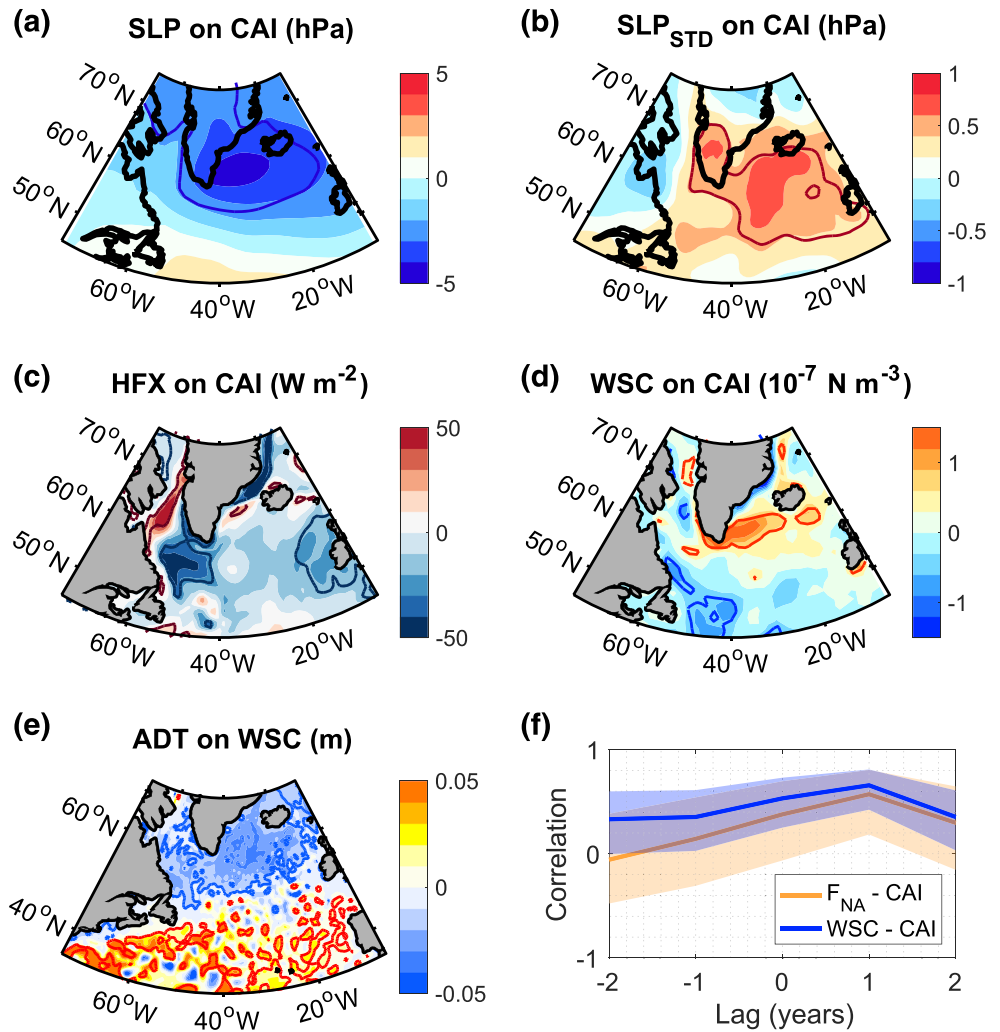 (a)
SLP on CAI (hPa)
70°N
60°N
50°N
60°W
40°W
20°W
5
0
-5
(b)
SLP_STD on CAI (hPa)
70°N
60°N
50°N
60°W
40°W
20°W
1
0.5
0
-0.5
-1
(c)
HFX on CAI (W m⁻²)
70°N
60°N
50°N
60°W
40°W
20°W
50
0
-50
(d)
WSC on CAI (10⁻⁷ N m⁻³)
70°N
60°N
50°N
60°W
40°W
20°W
1
0
-1
(e)
ADT on WSC (m)
60°N
40°N
60°W
40°W
20°W
0.05
0
-0.05
(f)
Correlation
1
0
-1
F_NA - CAI
WSC - CAI
-2
-1
0
1
2
Lag (years)